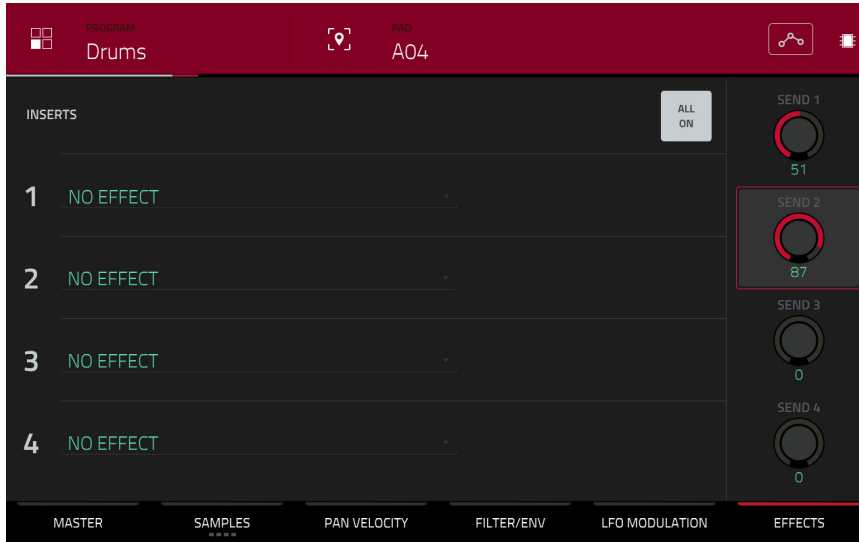 PROGRAM
Drums
PAD
A04
INSERTS
ALL
ON
1 NO EFFECT
2 NO EFFECT
3 NO EFFECT
4 NO EFFECT
SEND 1
51
SEND 2
87
SEND 3
0
SEND 4
0
MASTER SAMPLES PAN VELOCITY FILTER/ENV LFO MODULATION EFFECTS